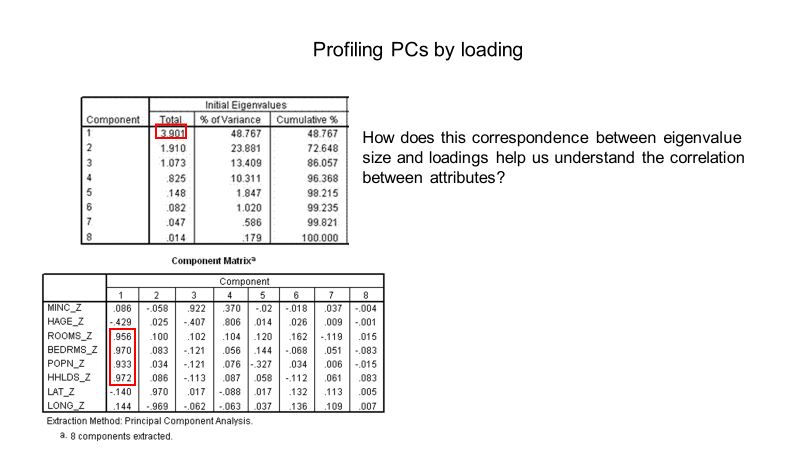 Profiling PCs by loading
Initial Eigenvalues
Component Total % of Variance Cumulative %
1 3.901 48.767 48.767
2 1.910 23.881 72.648
3 1.073 13.409 86.057
4 .825 10.311 96.368
5 .148 1.847 98.215
6 .082 1.020 99.235
7 .047 .586 99.821
8 .014 .179 100.000
How does this correspondence between eigenvalue
size and loadings help us understand the correlation
between attributes?
Component Matrixa
Component
1 2 3 4 5 6 7 8
MINC_Z .086 -.058 .922 .370 -.02 -.018 .037 -.004
HAGE_Z -.429 .025 -.407 .806 .014 .026 .009 -.001
ROOMS_Z .956 .100 .102 .104 .120 .162 -.119 .015
BEDRMS_Z .970 .083 -.121 .056 .144 -.068 .051 -.083
POPN_Z .933 .034 -.121 .076 -.327 .034 .006 -.015
HHLDS_Z .972 .086 -.113 .087 .058 -.112 .061 .083
LAT_Z -.140 .970 .017 -.088 .017 .132 .113 .005
LONG_Z .144 -.969 -.062 -.063 .037 .136 .109 .007
Extraction Method: Principal Component Analysis.
a. 8 components extracted.